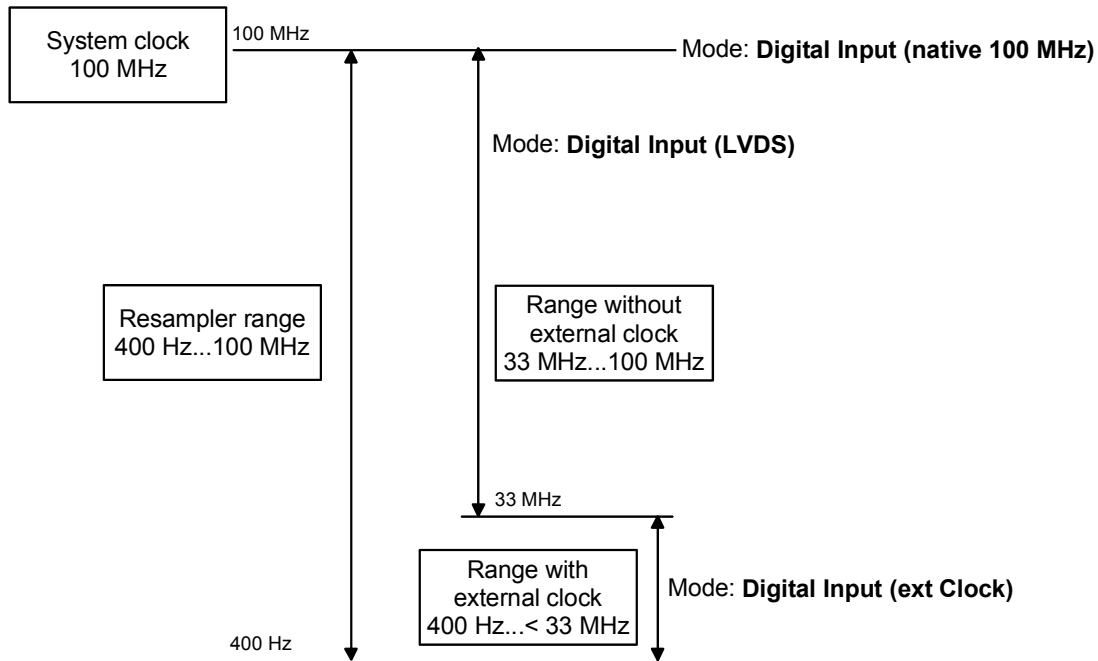 System clock
100 MHz
100 MHz
Mode: Digital Input (native 100 MHz)
Mode: Digital Input (LVDS)
Resampler range
400 Hz...100 MHz
Range without
external clock
33 MHz...100 MHz
33 MHz
Range with
external clock
400 Hz...< 33 MHz
Mode: Digital Input (ext Clock)
400 Hz